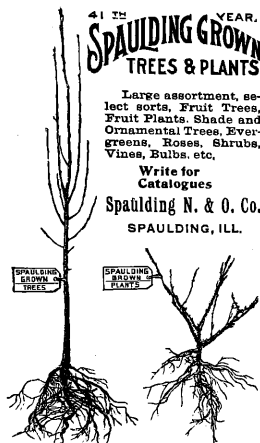 41TH YEAR.
SPAULDING GROWN
TREES & PLANTS
Large assortment, se-
lect sorts, Fruit Trees,
Fruit Plants. Shade and
Ornamental Trees, Ever-
greens, Roses, Shrubs,
Vines, Bulbs. etc,
Write for
Catalogues
Spaulding N. & O. Co.
SPAULDING, ILL.
SPAULDING
GROWN
TREES
SPAULDING
GROWN
PLANTS